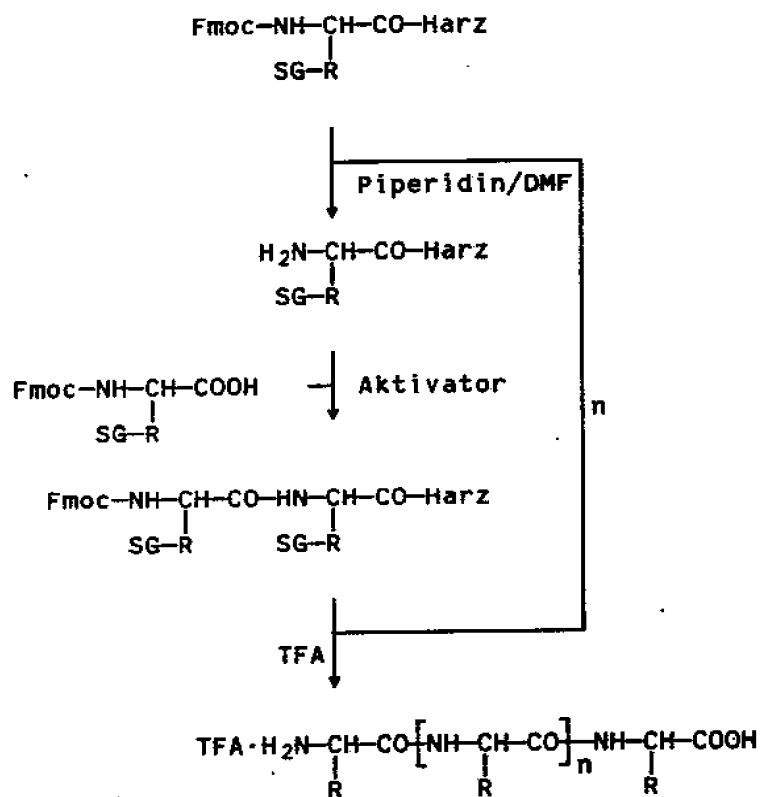 Fmoc-NH-CH-CO-Harz
SG-R
Piperidin/DMF
H₂N-CH-CO-Harz
SG-R
Fmoc-NH-CH-COOH
Aktivator
SG-R
n
Fmoc-NH-CH-CO-HN-CH-CO-Harz
SG-R SG-R
TFA
TFA·H₂N-CH-CO[NH-CH-CO]n-NH-CH-COOH
R R R